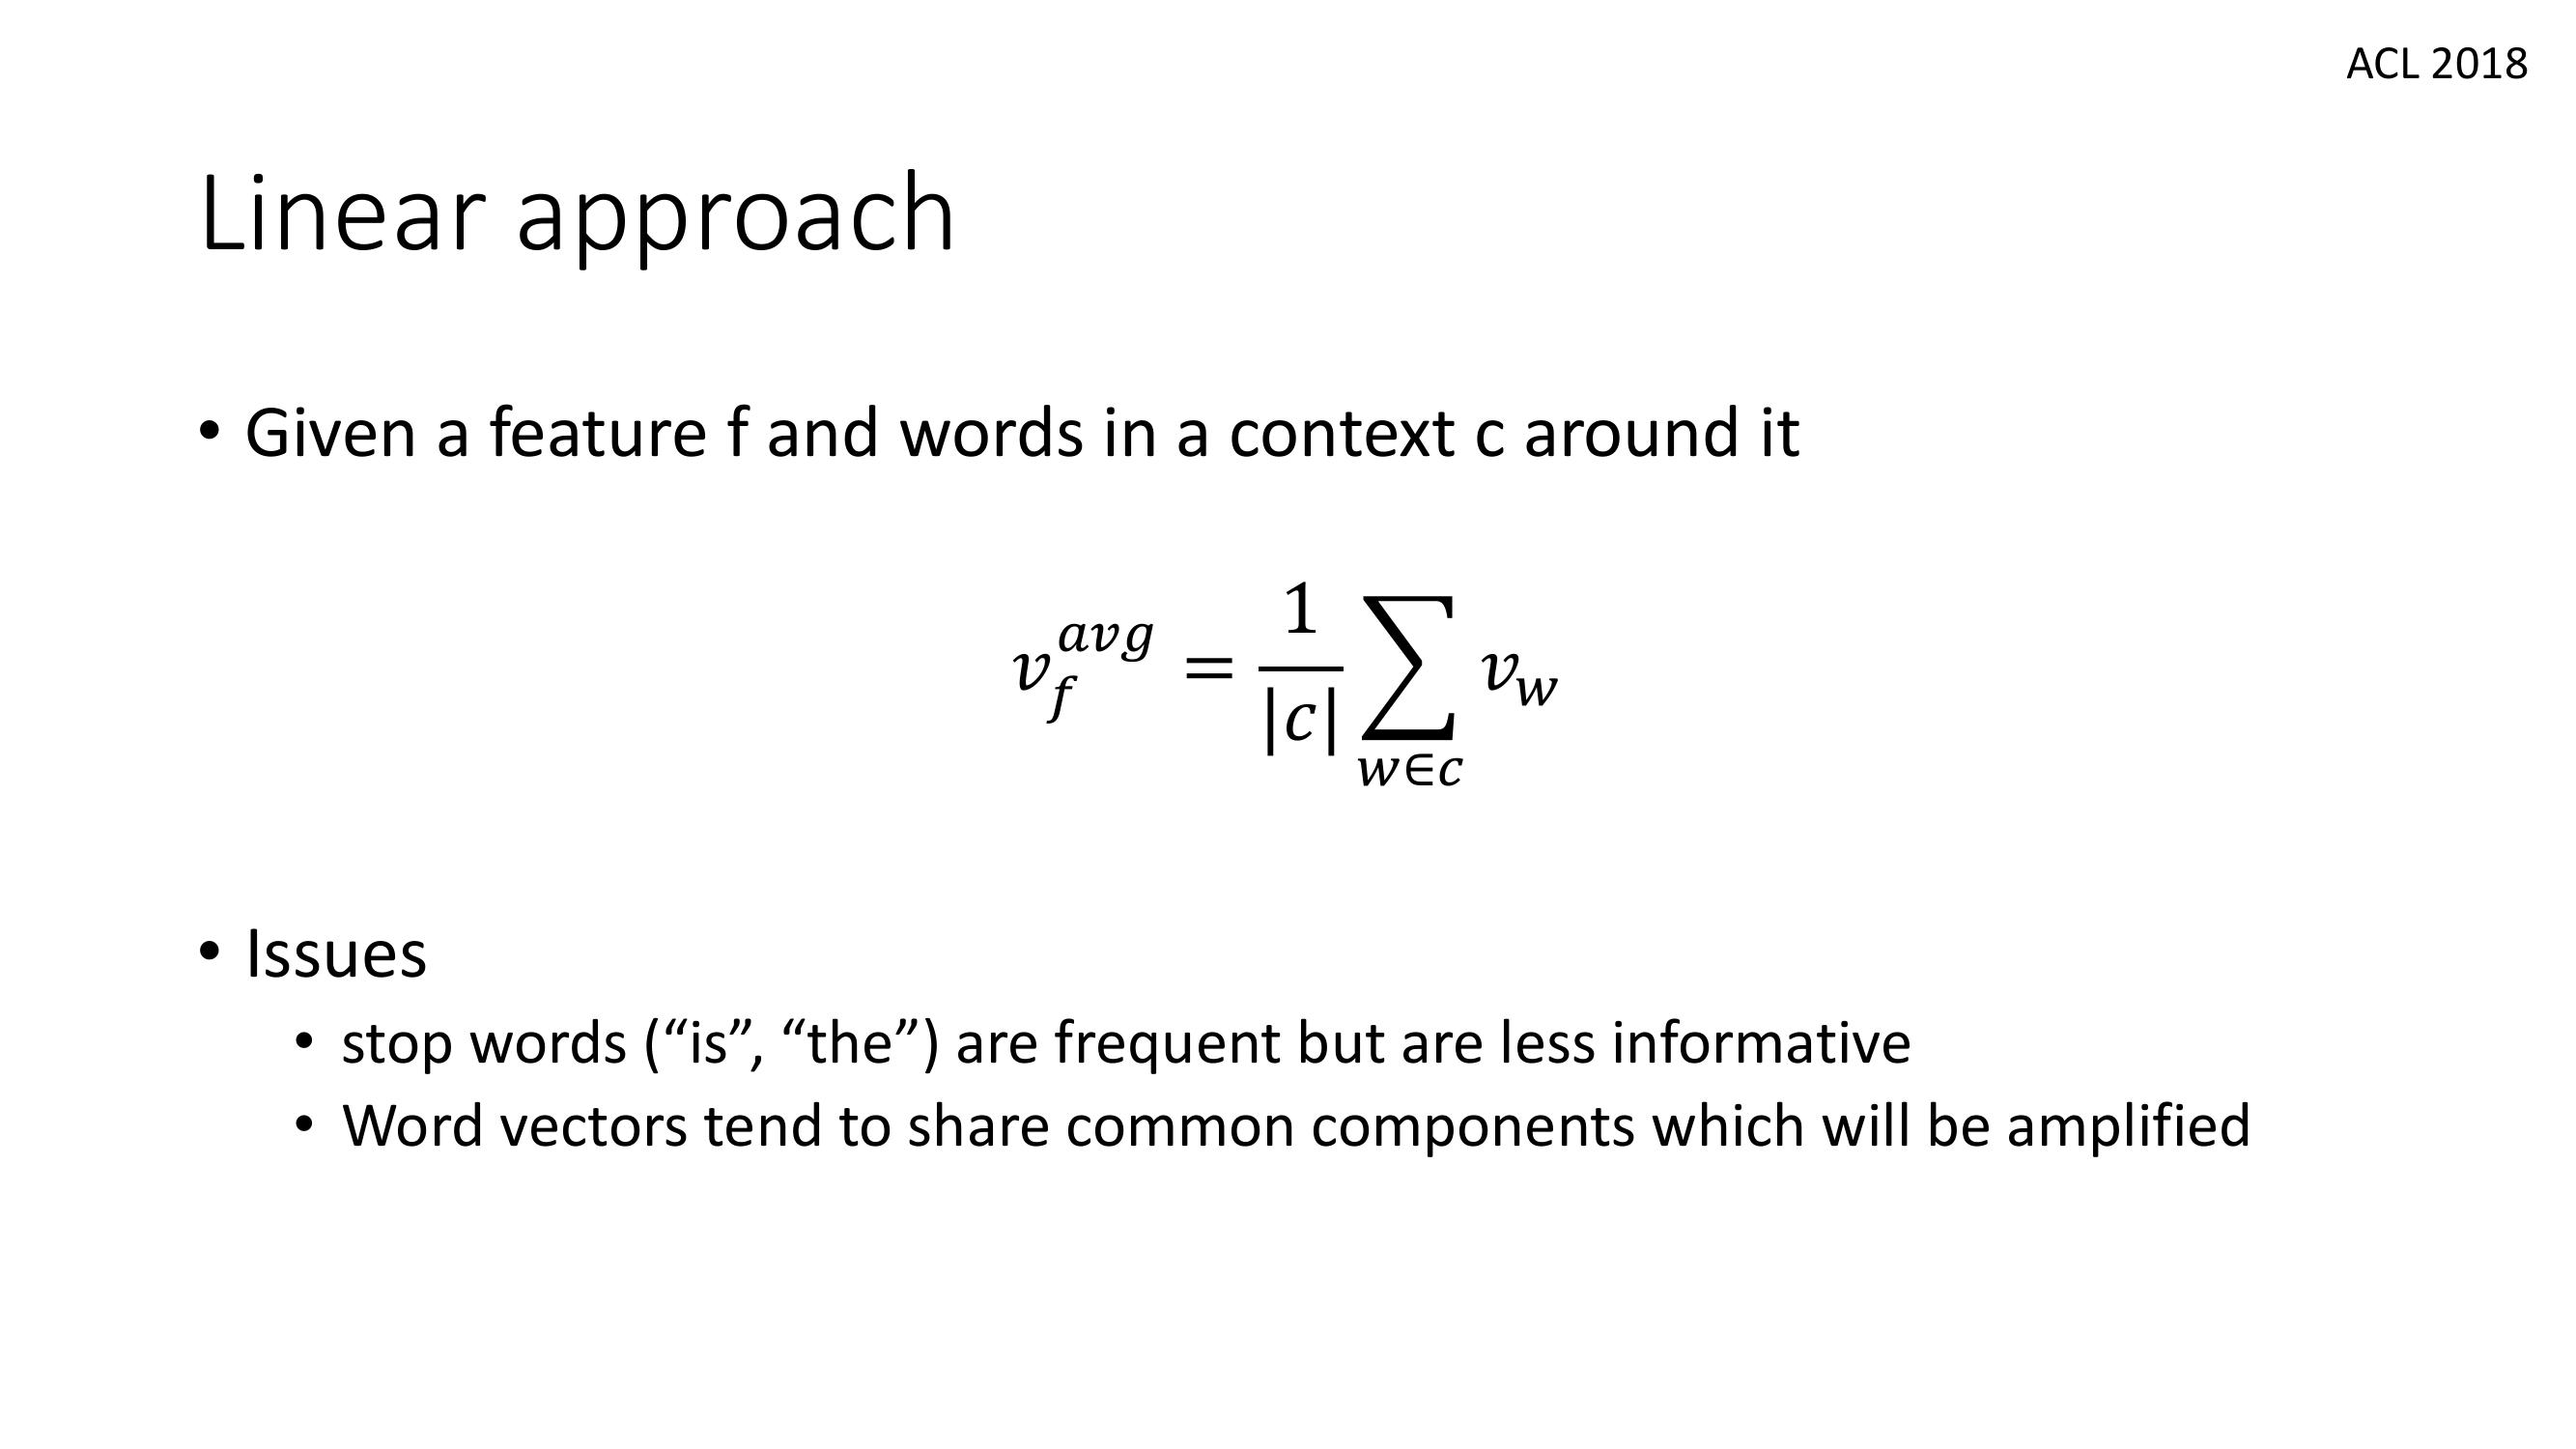 ACL 2018
Linear approach
• Given a feature f and words in a context c around it
$v_f^{avg} = \frac{1}{|c|} \sum_{w \in c} v_w$
• Issues
• stop words (“is”, “the”) are frequent but are less informative
• Word vectors tend to share common components which will be amplified